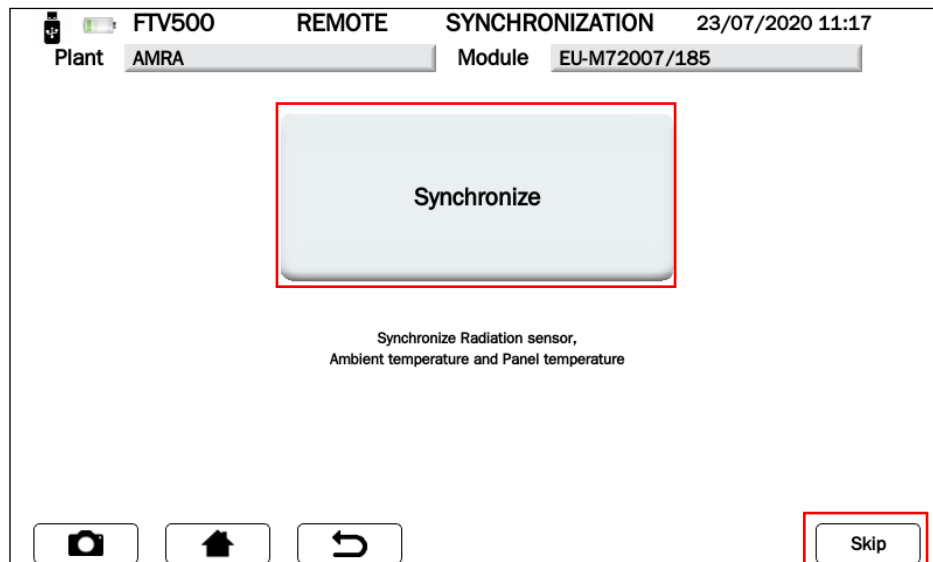 FTV500 REMOTE SYNCHRONIZATION 23/07/2020 11:17
Plant AMRA Module EU-M72007/185
Synchronize
Synchronize Radiation sensor,
Ambient temperature and Panel temperature
Skip